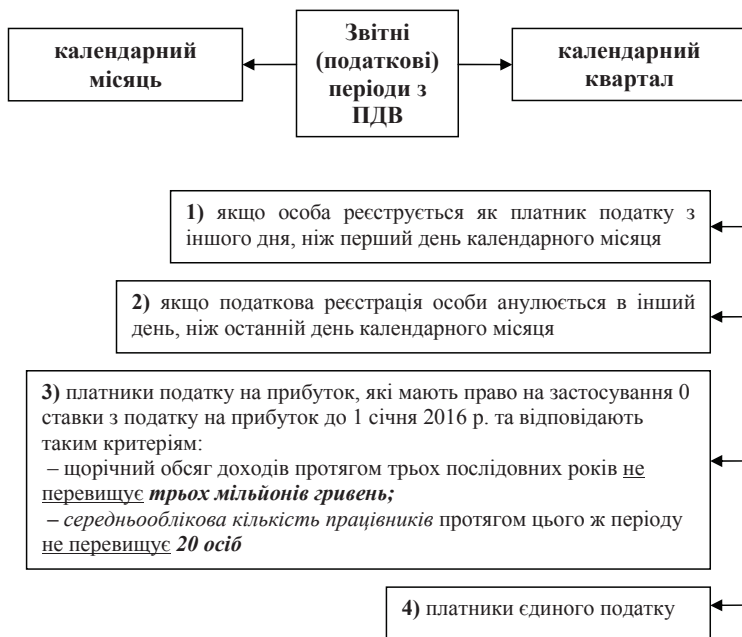 календарний
місяць
Звітні
(податкові)
періоди з
ПДВ
календарний
квартал
1) якщо особа реєструється як платник податку з
іншого дня, ніж перший день календарного місяця
2) якщо податкова реєстрація особи анулюється в інший
день, ніж останній день календарного місяця
3) платники податку на прибуток, які мають право на застосування 0
ставки з податку на прибуток до 1 січня 2016 р. та відповідають
таким критеріям:
– щорічний обсяг доходів протягом трьох послідовних років не
перевищує трьох мільйонів гривень;
– середньооблікова кількість працівників протягом цього ж періоду
не перевищує 20 осіб
4) платники єдиного податку